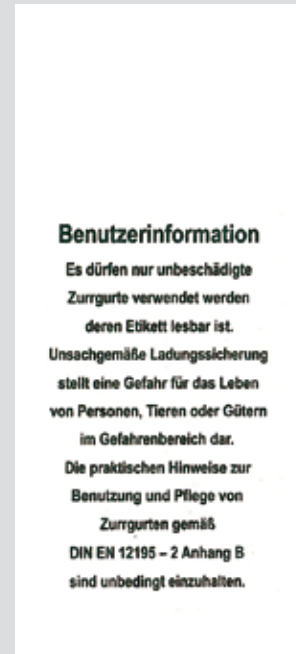 Benutzerinformation
Es dürfen nur unbeschädigte
Zurrgurte verwendet werden
deren Etikett lesbar ist.
Unsachgemäße Ladungssicherung
stellt eine Gefahr für das Leben
von Personen, Tieren oder Gütern
im Gefahrenbereich dar.
Die praktischen Hinweise zur
Benutzung und Pflege von
Zurrgurten gemäß
DIN EN 12195 – 2 Anhang B
sind unbedingt einzuhalten.